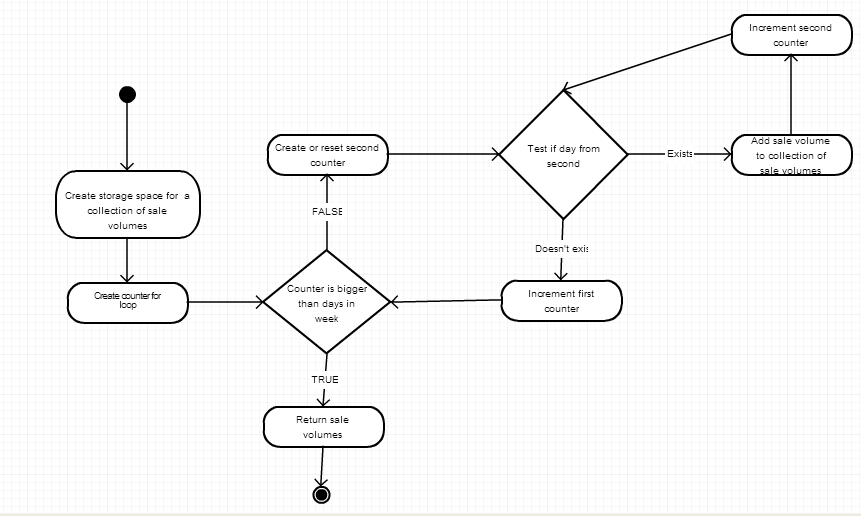 Increment second
counter
Create or reset second
counter
Test if day from
second
Exists
Add sale volume
to collection of
sale volumes
Create storage space for a
collection of sale
volumes
FALSE
Doesn't exis
Create counter for
loop
Counter is bigger
than days in
week
Increment first
counter
TRUE
Return sale
volumes